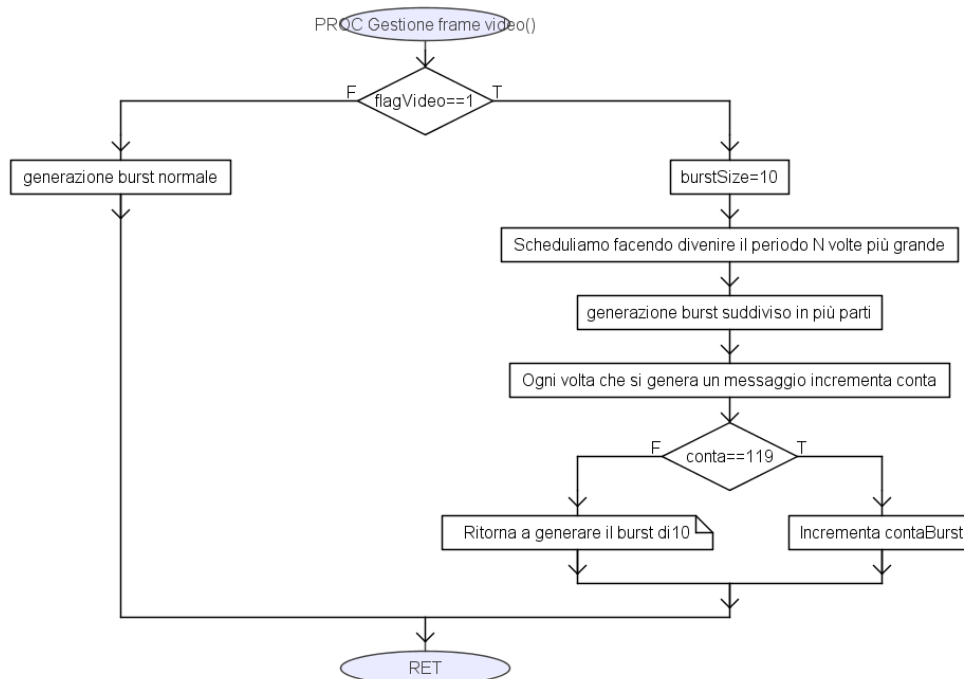 PROC Gestione frame video()
flagVideo==1
F
T
generazione burst normale
burstSize=10
Scheduliamo facendo divenire il periodo N volte più grande
generazione burst suddiviso in più parti
Ogni volta che si genera un messaggio incrementa conta
conta==119
F
T
Ritorna a generare il burst di10
Incrementa contaBurst
RET